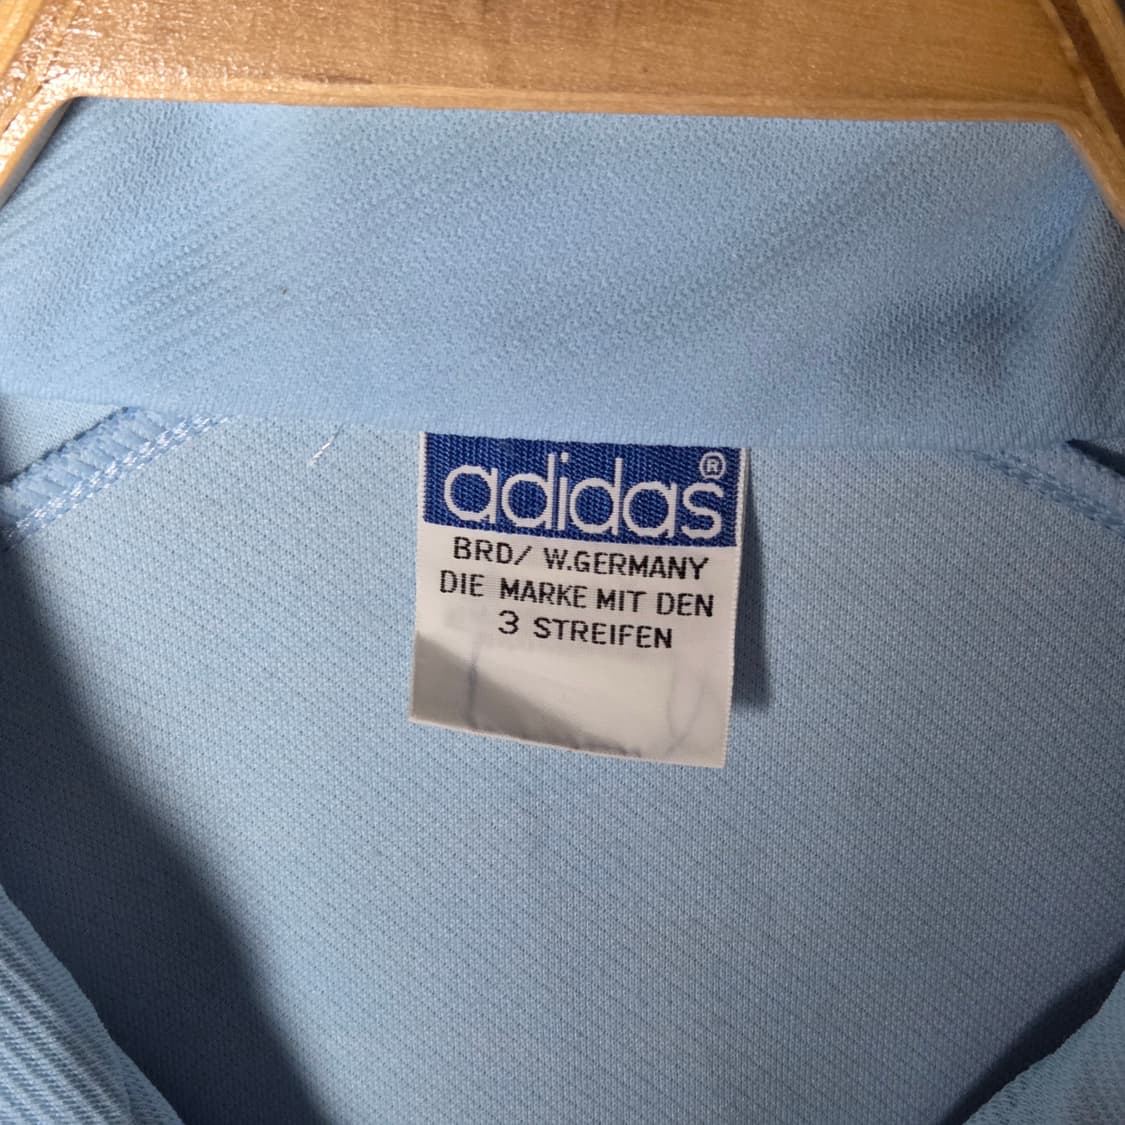 adidas®
BRD/ W.GERMANY
DIE MARKE MIT DEN
3 STREIFEN